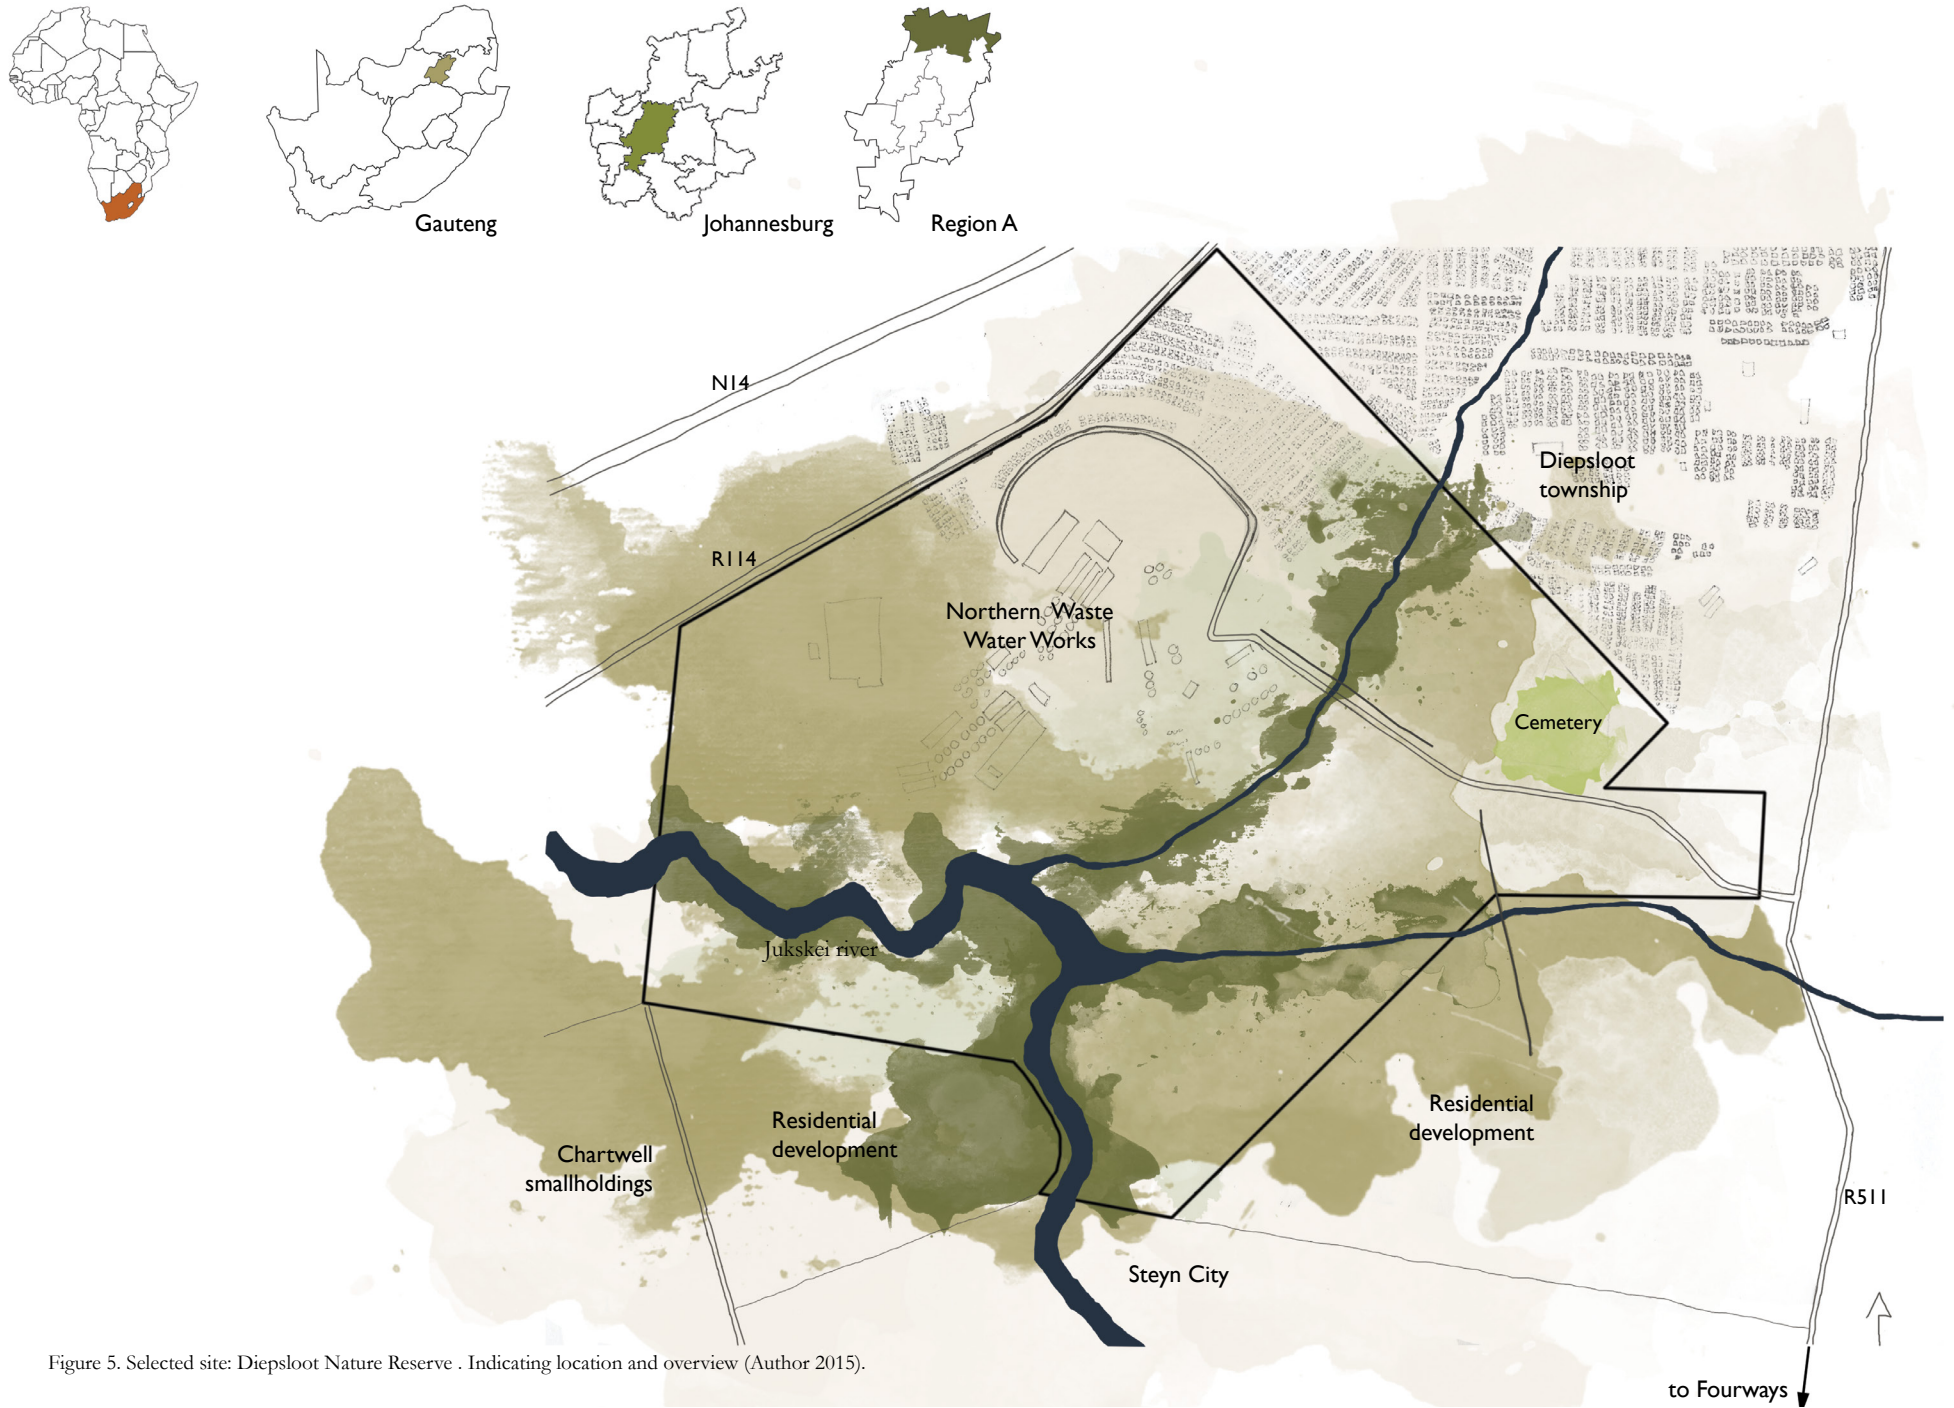 Gauteng
Johannesburg
Region A
N14
R114
Diepsloot
township
Northern Waste
Water Works
Cemetery
Jukskei river
Residential
development
Residential
development
Chartwell
smallholdings
R511
Steyn City
Figure 5. Selected site: Diepsloot Nature Reserve . Indicating location and overview (Author 2015).
to Fourways